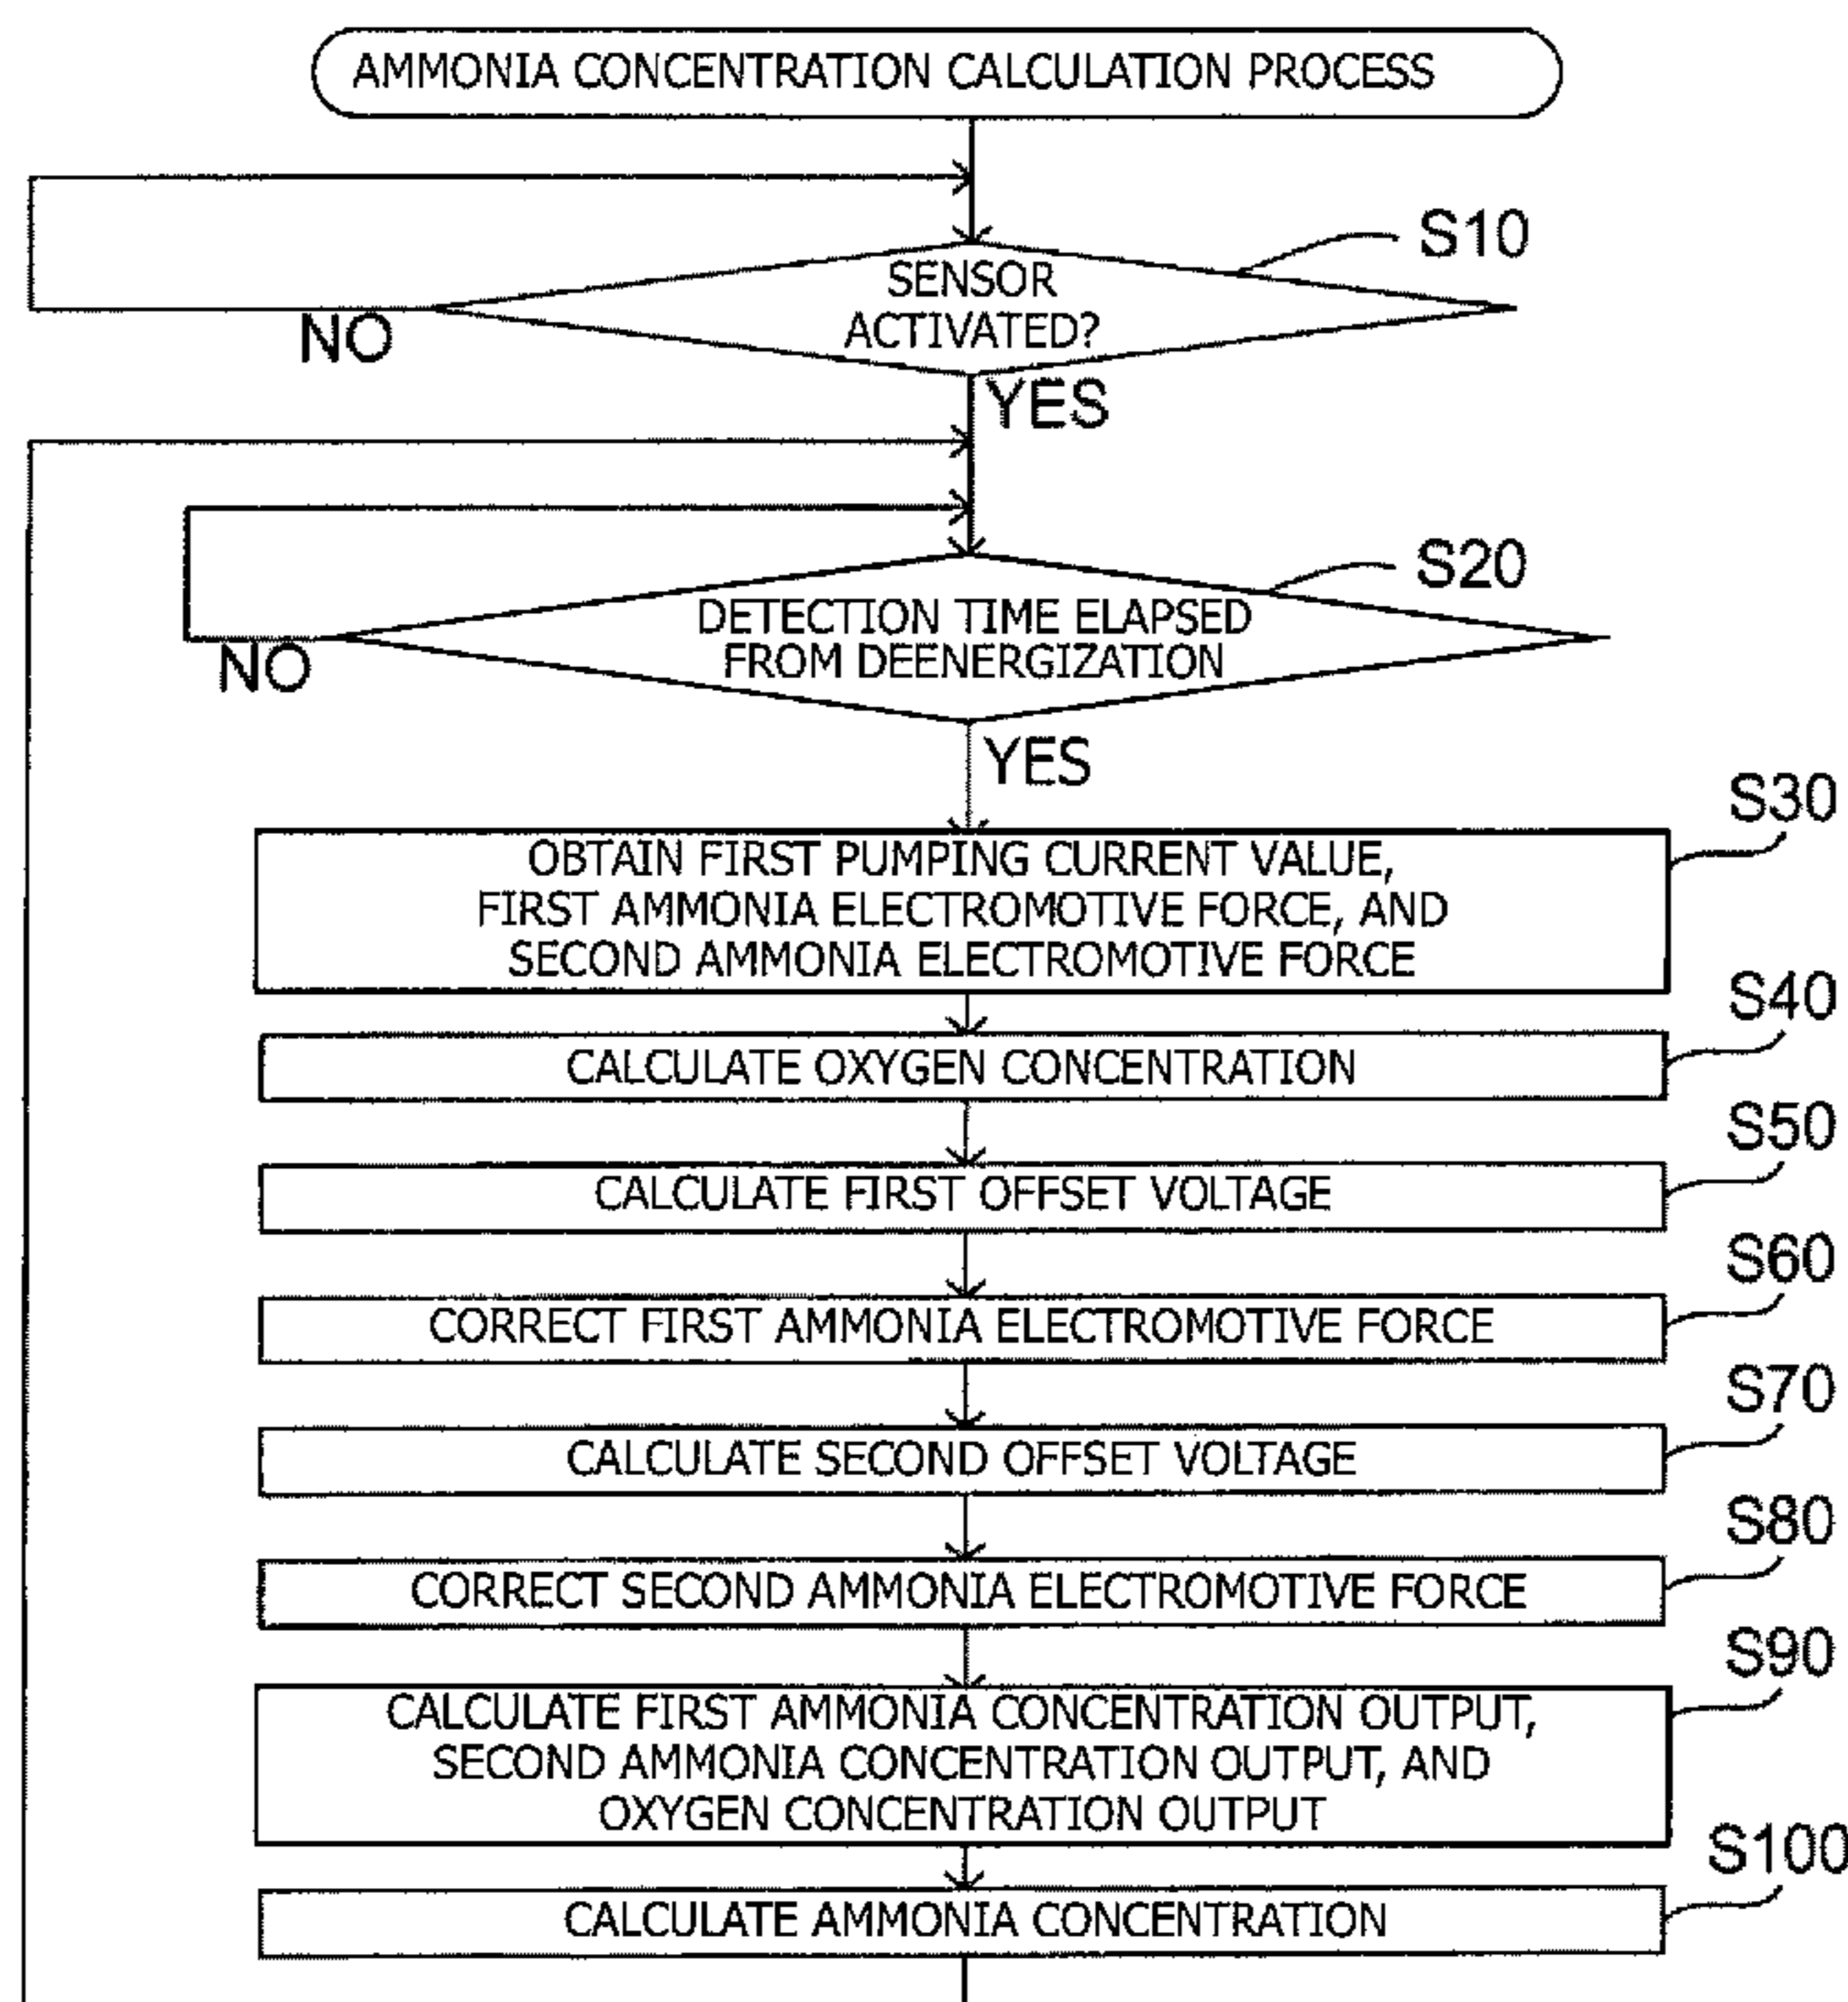 AMMONIA CONCENTRATION CALCULATION PROCESS
S10
SENSOR
ACTIVATED?
NO
YES
S20
DETECTION TIME ELAPSED
FROM DEENERGIZATION
NO
YES
S30
OBTAIN FIRST PUMPING CURRENT VALUE,
FIRST AMMONIA ELECTROMOTIVE FORCE, AND
SECOND AMMONIA ELECTROMOTIVE FORCE
S40
CALCULATE OXYGEN CONCENTRATION
S50
CALCULATE FIRST OFFSET VOLTAGE
S60
CORRECT FIRST AMMONIA ELECTROMOTIVE FORCE
S70
CALCULATE SECOND OFFSET VOLTAGE
S80
CORRECT SECOND AMMONIA ELECTROMOTIVE FORCE
S90
CALCULATE FIRST AMMONIA CONCENTRATION OUTPUT,
SECOND AMMONIA CONCENTRATION OUTPUT, AND
OXYGEN CONCENTRATION OUTPUT
S100
CALCULATE AMMONIA CONCENTRATION